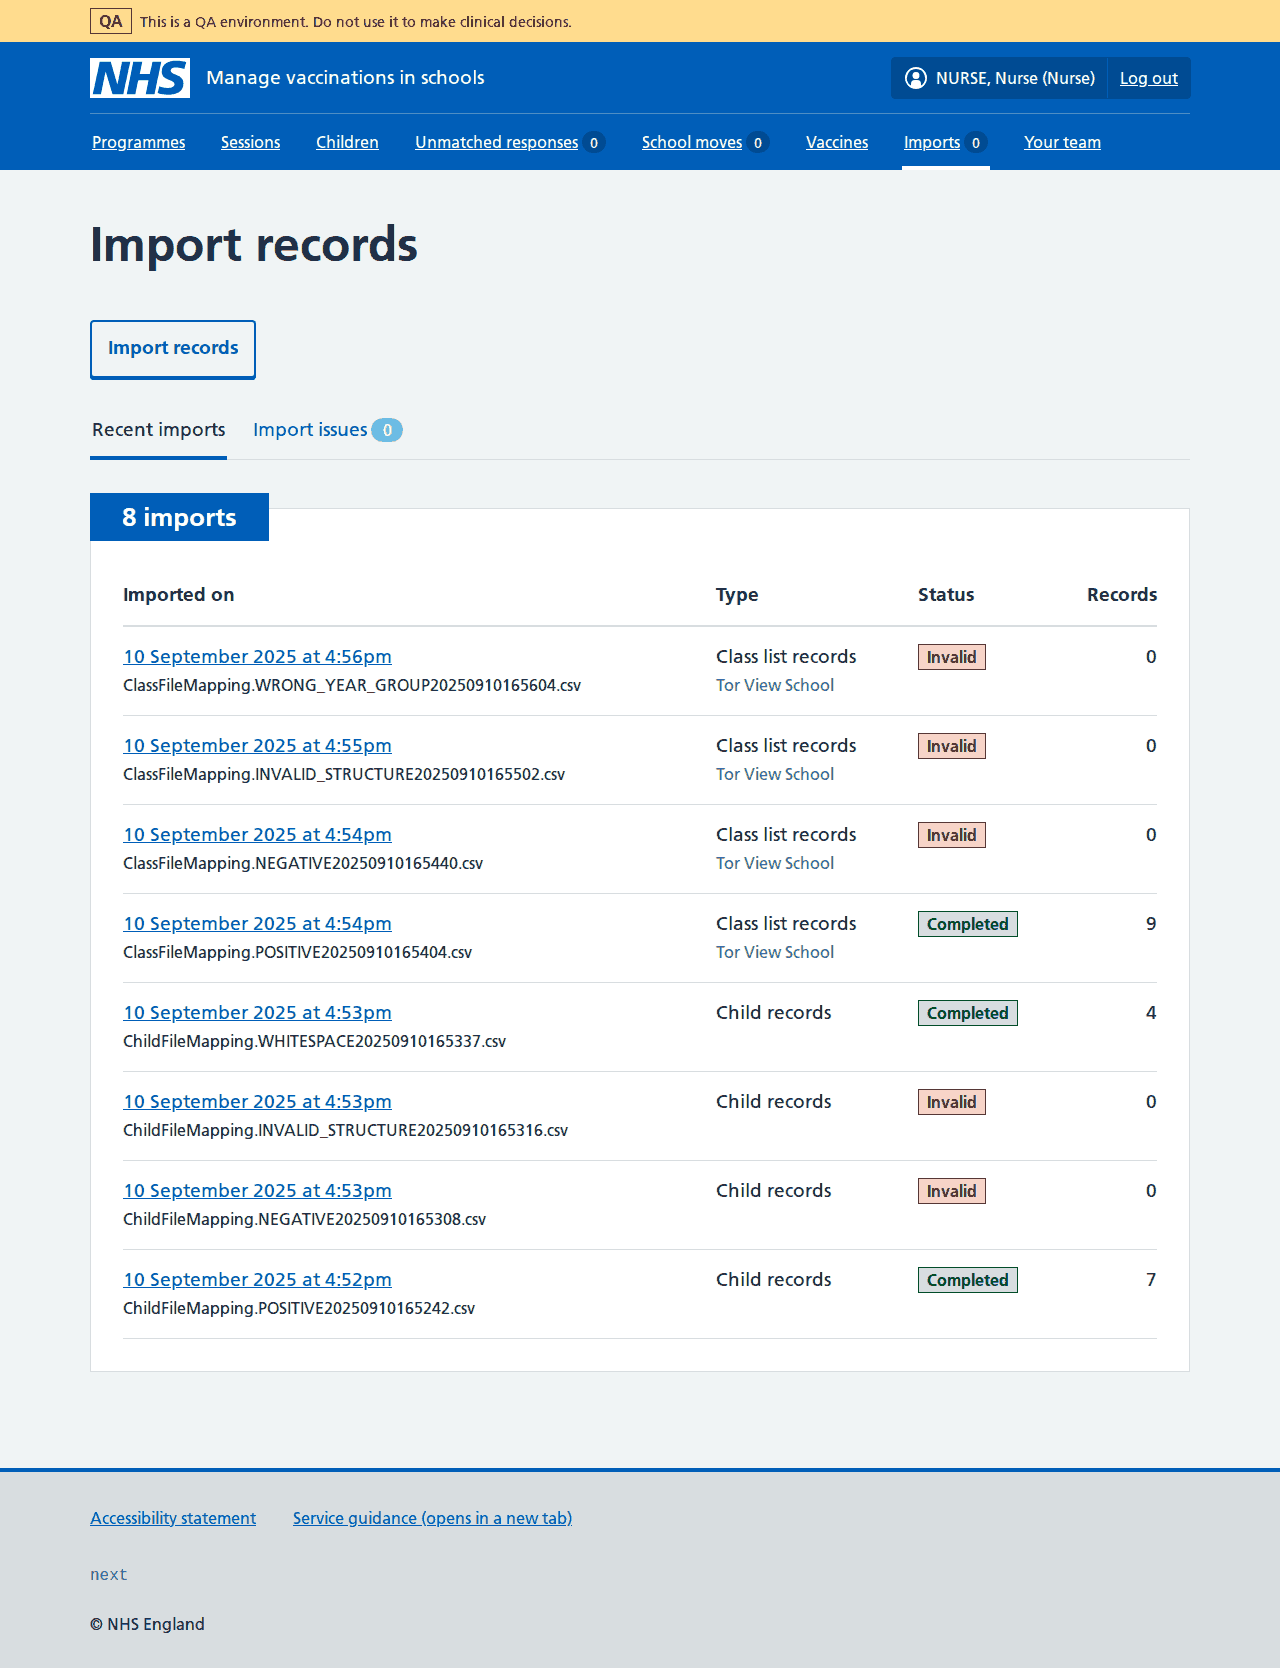 QA This is a QA environment. Do not use it to make clinical decisions.
NHS Manage vaccinations in schools NURSE, Nurse (Nurse) Log out
Programmes Sessions Children Unmatched responses 0 School moves 0 Vaccines Imports 0 Your team
Import records
Import records
Recent imports Import issues 0
8 imports
Imported on Type Status Records
10 September 2025 at 4:56pm Class list records Invalid 0
ClassFileMapping.WRONG_YEAR_GROUP20250910165604.csv Tor View School
10 September 2025 at 4:55pm Class list records Invalid 0
ClassFileMapping.INVALID_STRUCTURE20250910165502.csv Tor View School
10 September 2025 at 4:54pm Class list records Invalid 0
ClassFileMapping.NEGATIVE20250910165440.csv Tor View School
10 September 2025 at 4:54pm Class list records Completed 9
ClassFileMapping.POSITIVE20250910165404.csv Tor View School
10 September 2025 at 4:53pm Child records Completed 4
ChildFileMapping.WHITESPACE20250910165337.csv
10 September 2025 at 4:53pm Child records Invalid 0
ChildFileMapping.INVALID_STRUCTURE20250910165316.csv
10 September 2025 at 4:53pm Child records Invalid 0
ChildFileMapping.NEGATIVE20250910165308.csv
10 September 2025 at 4:52pm Child records Completed 7
ChildFileMapping.POSITIVE20250910165242.csv
Accessibility statement Service guidance (opens in a new tab)
next
© NHS England